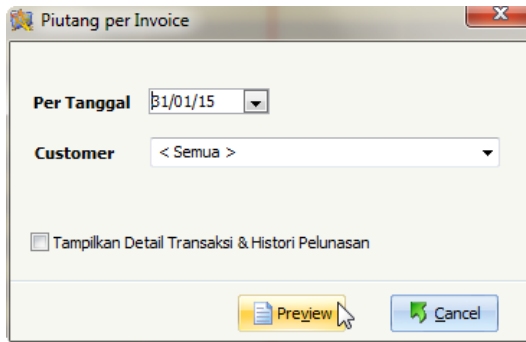 Piutang per Invoice
Per Tanggal 31/01/15
Customer < Semua >
Tampilkan Detail Transaksi & Histori Pelunasan
Preview Cancel